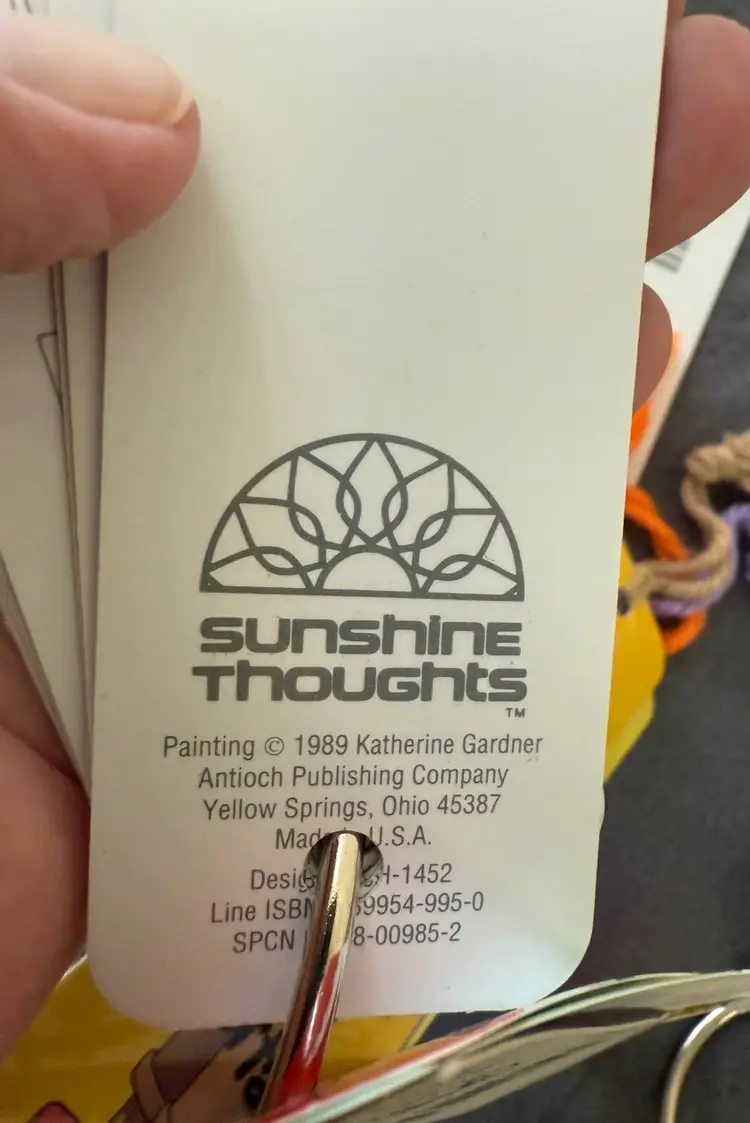 sunshine
Thoughts
TM
Painting © 1989 Katherine Gardner
Antioch Publishing Company
Yellow Springs, Ohio 45387
U.S.A.
H-1452
Line 9954-995-0
SPCN 8-00985-2